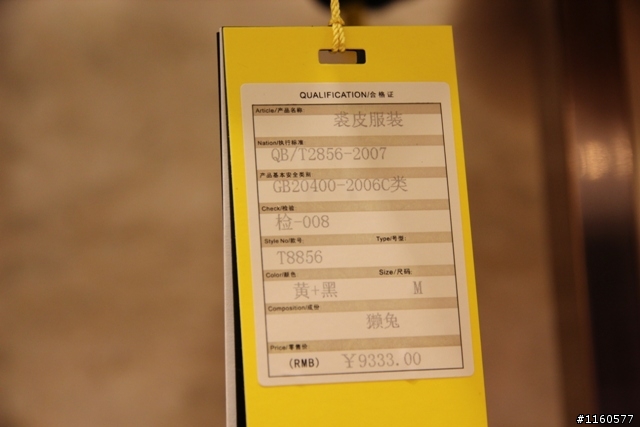 QUALIFICATION/合格证
Article/产品名称:
裘皮服装
Nation/执行标准
QB/T2856-2007
产品基本安全类别
GB20400-2006C类
Check/检验:
检-008
Style No/款号: Type/号型:
T8856
Color/颜色 Size/尺码:
黄+黑 M
Composition/成份
獭兔
Price/零售价:
(RMB) ￥9333.00
#1160577